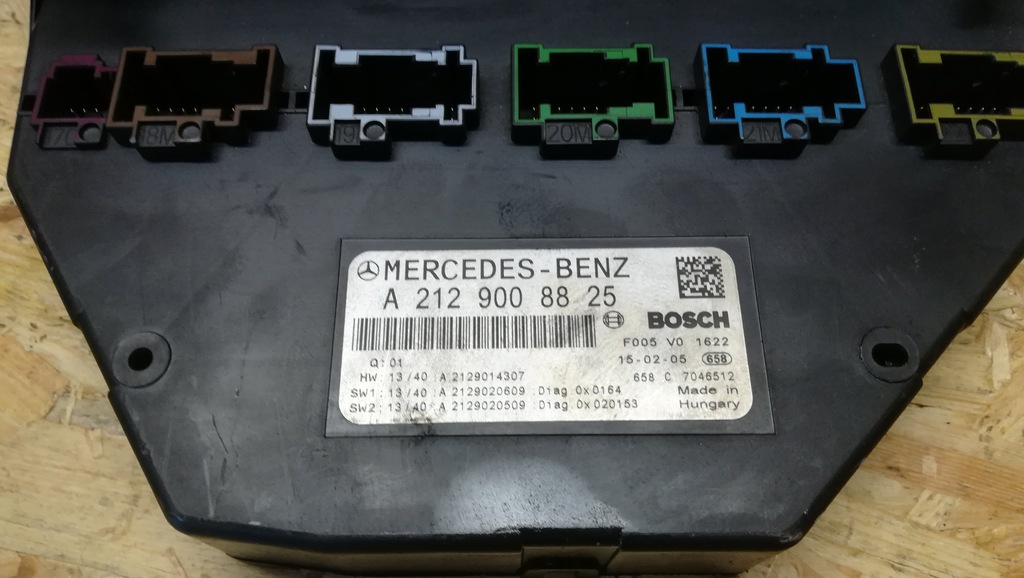 18M
19
20M
21M
MERCEDES-BENZ
A 212 900 88 25
BOSCH
F005 V0 1622
Q: 01
15-02-05 658
HW: 13/40 A 2129014307
658 C 7046512
SW1: 13/40: A 2129020609 Diag.0x0164
Made in
SW2: 13/40: A 2129020509 Diag.0x020153
Hungary